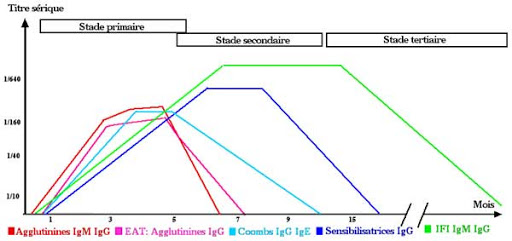 Titre sérique
Stade primaire
Stade secondaire
Stade tertiaire
1/640
1/160
1/40
1/10
Mois
1 3 5 7 9 15
Agglutinines IgM IgG EAT: Agglutinines IgG Coombs IgG IgE Sensibilisatrices IgG IFI IgM IgG